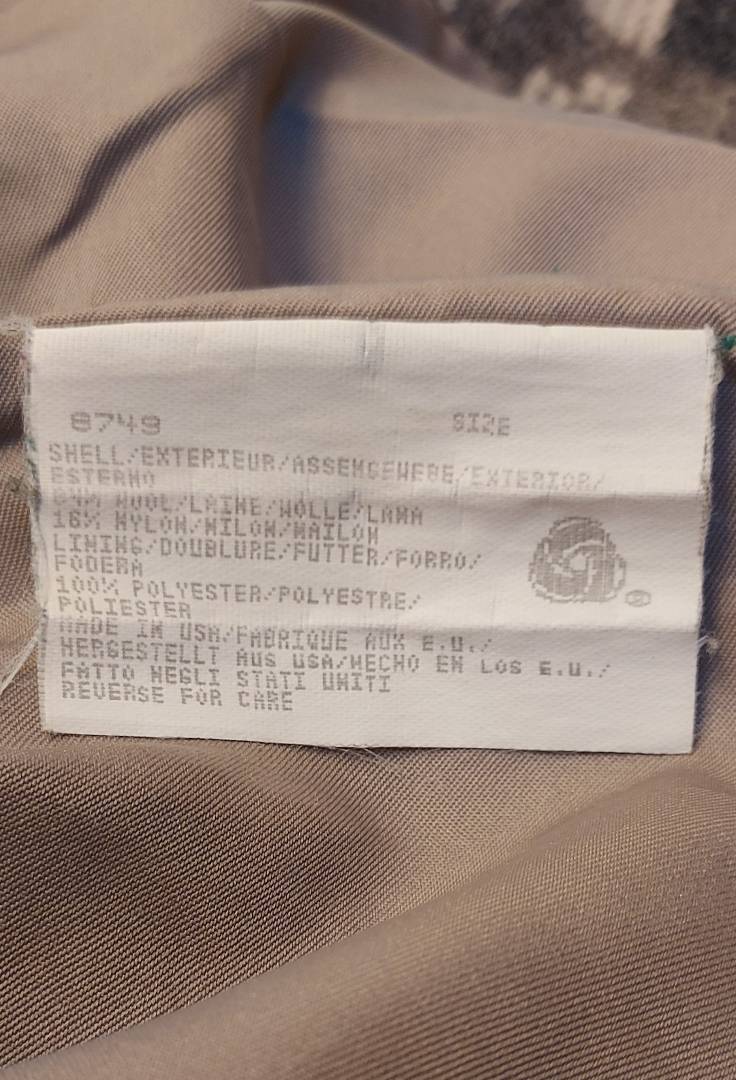 8749 SIZE
SHELL/EXTERIEUR/ASSENGEWEBE/EXTERIOR/
ESTERNO
84% WOOL/LAINE/WOLLE/LANA
16% NYLON/NILON/NAILON
LINING/DOUBLURE/FUTTER/FORRO/
FODERA
100% POLYESTER/POLYESTRE/
POLIESTER
MADE IN USA/FABRIQUE AUX E.U./
HERGESTELLT AUS USA/HECHO EN LOS E.U./
FATTO NEGLI STATI UNITI
REVERSE FOR CARE